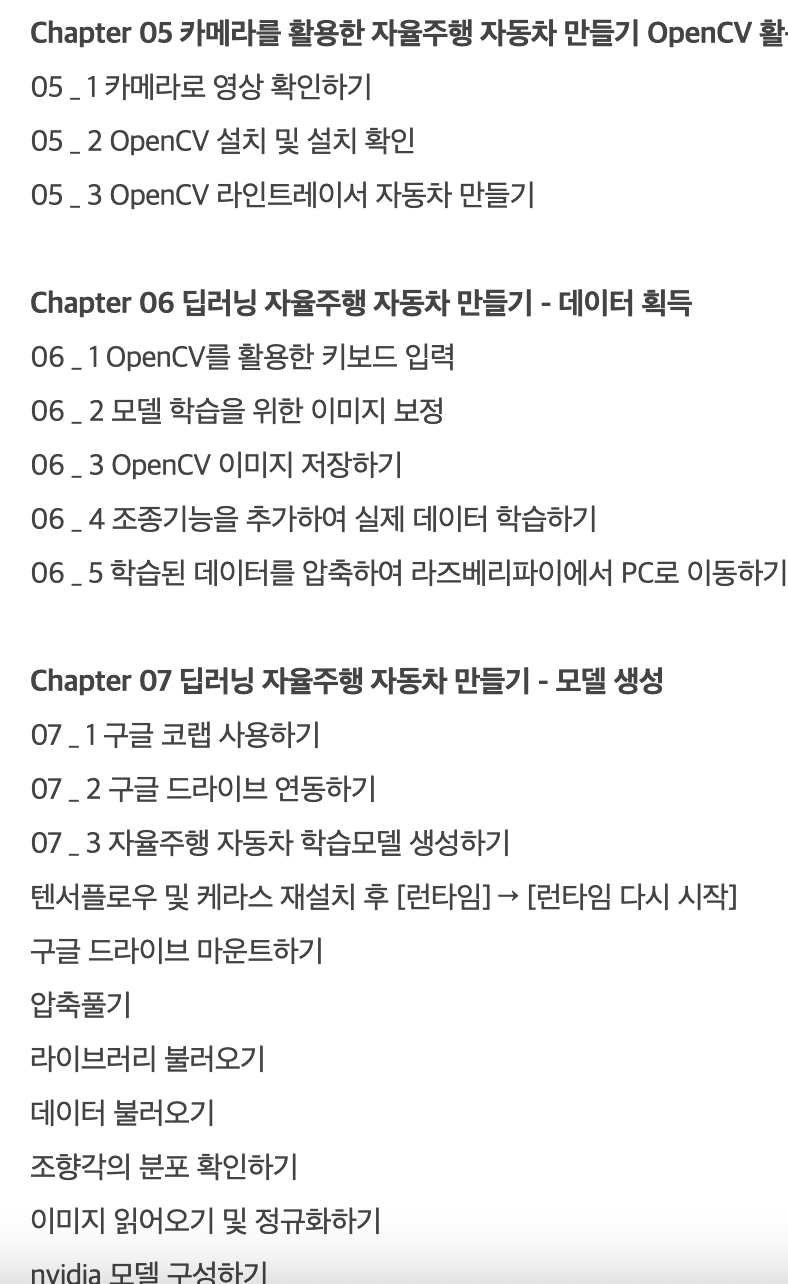 Chapter 05 카메라를 활용한 자율주행 자동차 만들기 OpenCV
05 _ 1 카메라로 영상 확인하기
05 _ 2 OpenCV 설치 및 설치 확인
05 _ 3 OpenCV 라인트레이서 자동차 만들기
Chapter 06 딥러닝 자율주행 자동차 만들기 - 데이터 획득
06 _ 1 OpenCV를 활용한 키보드 입력
06 _ 2 모델 학습을 위한 이미지 보정
06 _ 3 OpenCV 이미지 저장하기
06 _ 4 조종기능을 추가하여 실제 데이터 학습하기
06 _ 5 학습된 데이터를 압축하여 라즈베리파이에서 PC로 이동하기
Chapter 07 딥러닝 자율주행 자동차 만들기 - 모델 생성
07 _ 1 구글 코랩 사용하기
07 _ 2 구글 드라이브 연동하기
07 _ 3 자율주행 자동차 학습모델 생성하기
텐서플로우 및 케라스 재설치 후 [런타임] → [런타임 다시 시작]
구글 드라이브 마운트하기
압축풀기
라이브러리 불러오기
데이터 불러오기
조향각의 분포 확인하기
이미지 읽어오기 및 정규화하기
nvidia 모델 구성하기